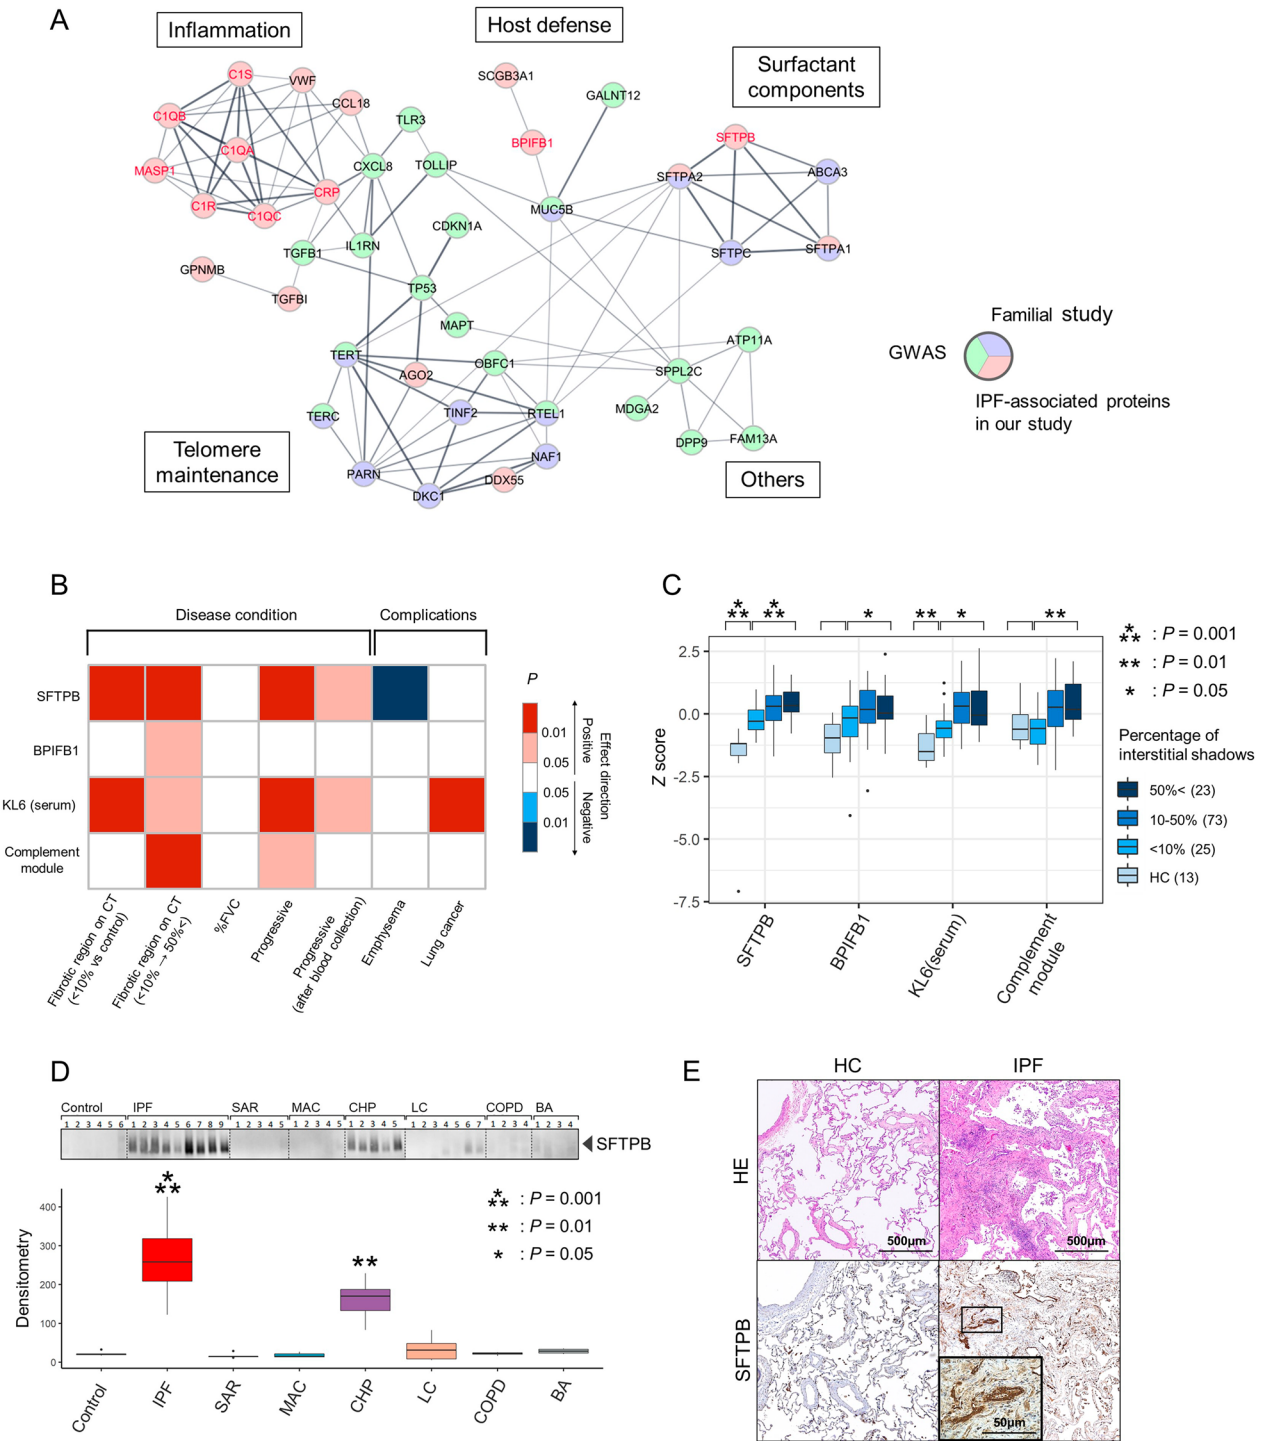 A
Inflammation
Host defense
Surfactant
components
C1S
VWF
CCL18
C1QB
C1QA
MASP1
CRP
C1R
C1QC
TLR3
CXCL8
TOLLIP
SCGB3A1
GALNT12
BPIFB1
MUC5B
SFTPB
SFTPA2
ABCA3
SFTPC
SFTPA1
CDKN1A
TGFB1
IL1RN
GPNMB
TGFBI
TP53
MAPT
TERT
AGO2
OBFC1
TERC
TINF2
RTEL1
PARN
NAF1
DKC1
DDX55
ATP11A
SPPL2C
MDGA2
DPP9
FAM13A
Telomere
maintenance
Others
Familial study
GWAS
IPF-associated proteins
in our study
B
Disease condition
Complications
SFTPB
BPIFB1
KL6 (serum)
Complement
module
Fibrotic region on CT
(<10% vs control)
Fibrotic region on CT
(<10% → 50%<)
%FVC
Progressive
Progressive
(after blood collection)
Emphysema
Lung cancer
P
0.01
0.05
0.05
0.01
Positive
Negative
Effect direction
C
*
**
*
**
*
**
*
**
*
** : P = 0.001
** : P = 0.01
* : P = 0.05
Z score
2.5
0.0
-2.5
-5.0
-7.5
SFTPB
BPIFB1
KL6(serum)
Complement
module
Percentage of
interstitial shadows
50%< (23)
10-50% (73)
<10% (25)
HC (13)
D
Control IPF SAR MAC CHP LC COPD BA
1 2 3 4 5 6 1 2 3 4 5 6 7 8 9 1 2 3 4 5 1 2 3 4 5 1 2 3 4 5 1 2 3 4 5 6 7 1 2 3 4 1 2 3 4
SFTPB
*
**
**
*
** : P = 0.001
** : P = 0.01
* : P = 0.05
Densitometry
400
300
200
100
0
Control
IPF
SAR
MAC
CHP
LC
COPD
BA
E
HC
IPF
HE
500μm
500μm
SFTPB
50μm